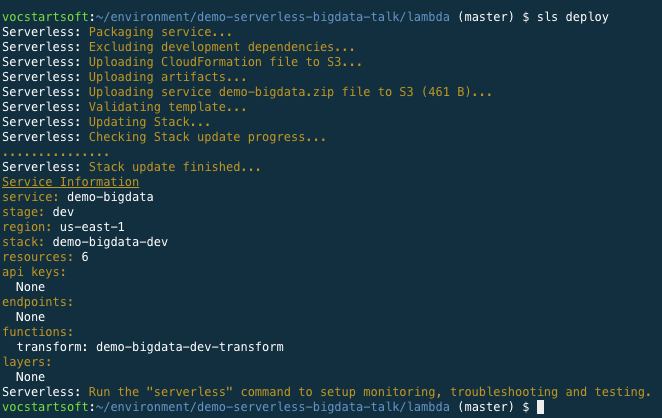 vocstartsoft:~/environment/demo-serverless-bigdata-talk/lambda (master) $ sls deploy
Serverless: Packaging service...
Serverless: Excluding development dependencies...
Serverless: Uploading CloudFormation file to S3...
Serverless: Uploading artifacts...
Serverless: Uploading service demo-bigdata.zip file to S3 (461 B)...
Serverless: Validating template...
Serverless: Updating Stack...
Serverless: Checking Stack update progress...
...............
Serverless: Stack update finished...
Service Information
service: demo-bigdata
stage: dev
region: us-east-1
stack: demo-bigdata-dev
resources: 6
api keys:
  None
endpoints:
  None
functions:
  transform: demo-bigdata-dev-transform
layers:
  None
Serverless: Run the "serverless" command to setup monitoring, troubleshooting and testing.
vocstartsoft:~/environment/demo-serverless-bigdata-talk/lambda (master) $